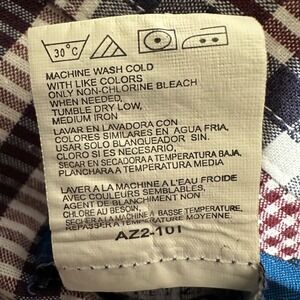 30°C
MACHINE WASH COLD
WITH LIKE COLORS
ONLY NON-CHLORINE BLEACH
WHEN NEEDED
TUMBLE DRY LOW,
MEDIUM IRON
LAVAR EN LAVADORA CON
COLORES SIMILARES EN AGUA FRIA,
USAR SOLO BLANQUEADOR SIN
CLORO SI ES NECESARIO,
SECAR EN SECADORA A TEMPERATURA BAJA,
PLANCHAR A TEMPERATURA MEDIA
LAVER A LA MACHINE A L'EAU FROIDE
AVEC COULEURS SEMBLABLES,
AGENT DE BLANCHIMENT NON
CHLORE AU BESOIN,
SECHER A LA MACHINE A BASSE TEMPERATURE,
REPASSER A TEMPERATURE MOYENNE
AZ2-101